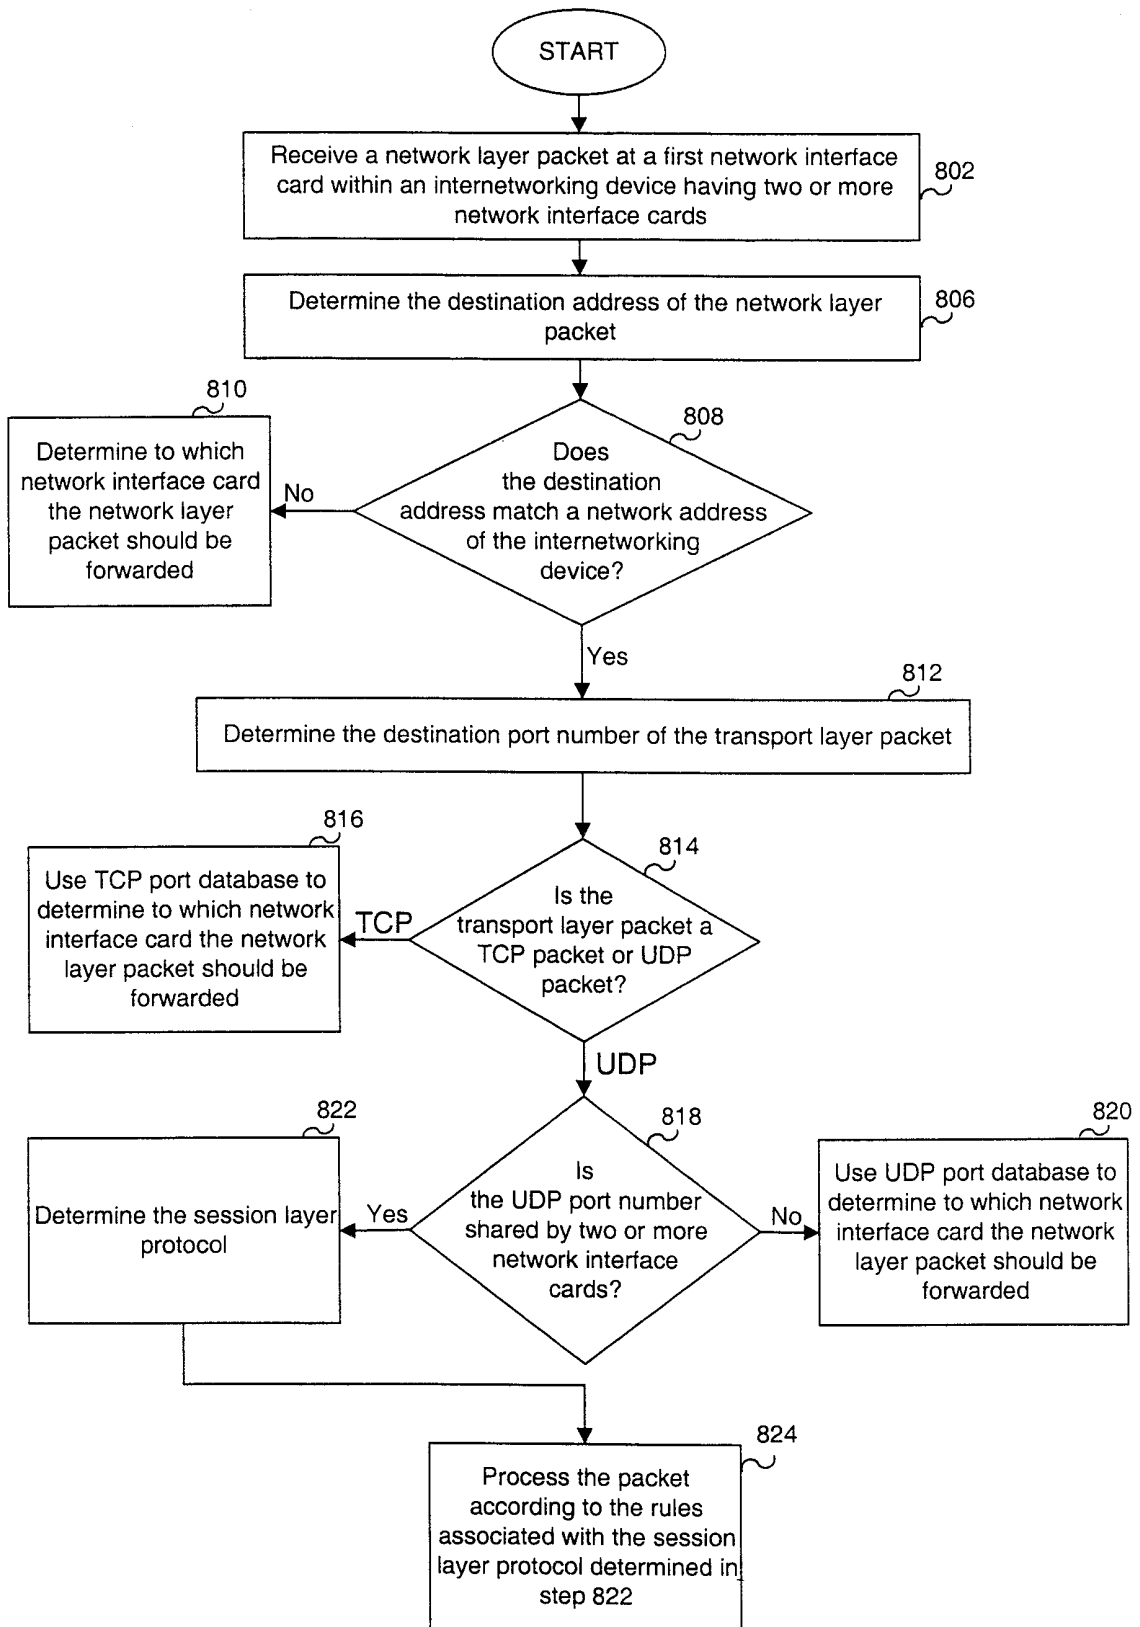 START
Receive a network layer packet at a first network interface
card within an internetworking device having two or more
network interface cards
802
Determine the destination address of the network layer
packet
806
810
Determine to which
network interface card
the network layer
packet should be
forwarded
No
808
Does
the destination
address match a network address
of the internetworking
device?
Yes
812
Determine the destination port number of the transport layer packet
816
Use TCP port database to
determine to which network
interface card the network
layer packet should be
forwarded
TCP
814
Is the
transport layer packet a
TCP packet or UDP
packet?
UDP
822
Determine the session layer
protocol
Yes
818
Is
the UDP port number
shared by two or more
network interface
cards?
No
820
Use UDP port database to
determine to which network
interface card the network
layer packet should be
forwarded
824
Process the packet
according to the rules
associated with the session
layer protocol determined in
step 822